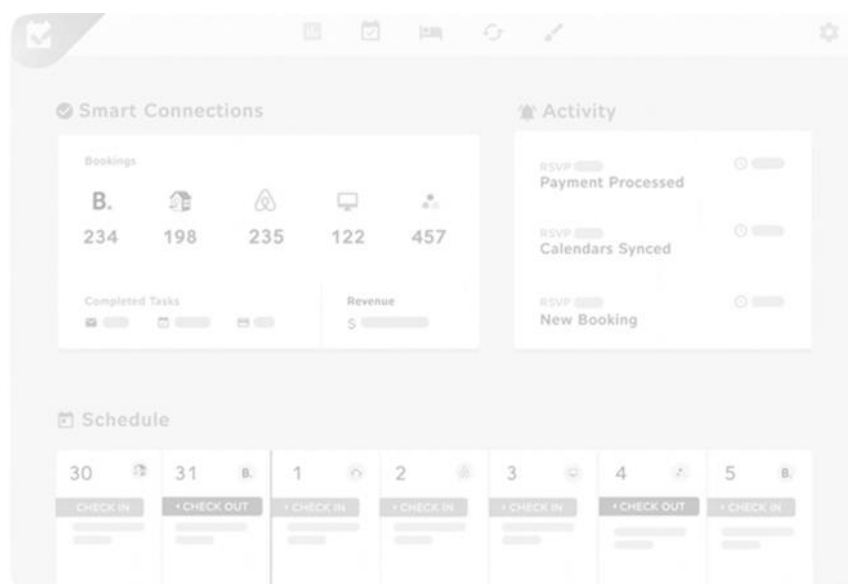 Smart Connections
Activity
Bookings
B.
234 198 235 122 457
Completed Tasks
Revenue
$
RSVP
Payment Processed
RSVP
Calendars Synced
RSVP
New Booking
Schedule
30 31 B. 1 2 3 4 5 B.
CHECK IN CHECK OUT CHECK IN CHECK IN CHECK IN CHECK OUT CHECK IN